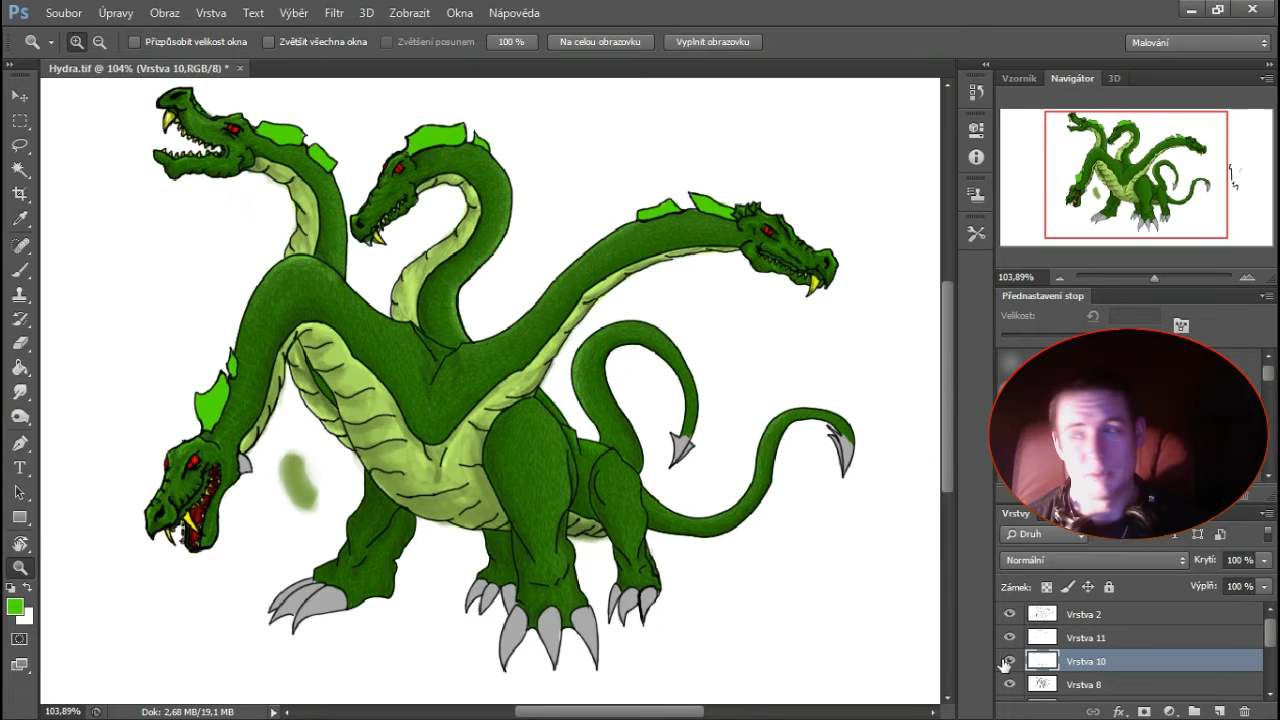 Ps Soubor Úpravy Obraz Vrstva Text Výběr Filtr 3D Zobrazit Okna Nápověda
Přizpůsobit velikost okna Zvětšit všechna okna Zvětšení posunem 100 % Na celou obrazovku Vyplnit obrazovku Malování
Hydra.tif @ 104% (Vrstva 10,RGB/8) * ×
Vzorník Navigátor 3D
103,89%
Přednastavení stop
Velikost:
Vrstvy
Druh
Normální Krytí: 100 %
Zámek: Výplň: 100 %
Vrstva 2
Vrstva 11
Vrstva 10
Vrstva 8
103,89% Dok: 2,68 MB/19,1 MB